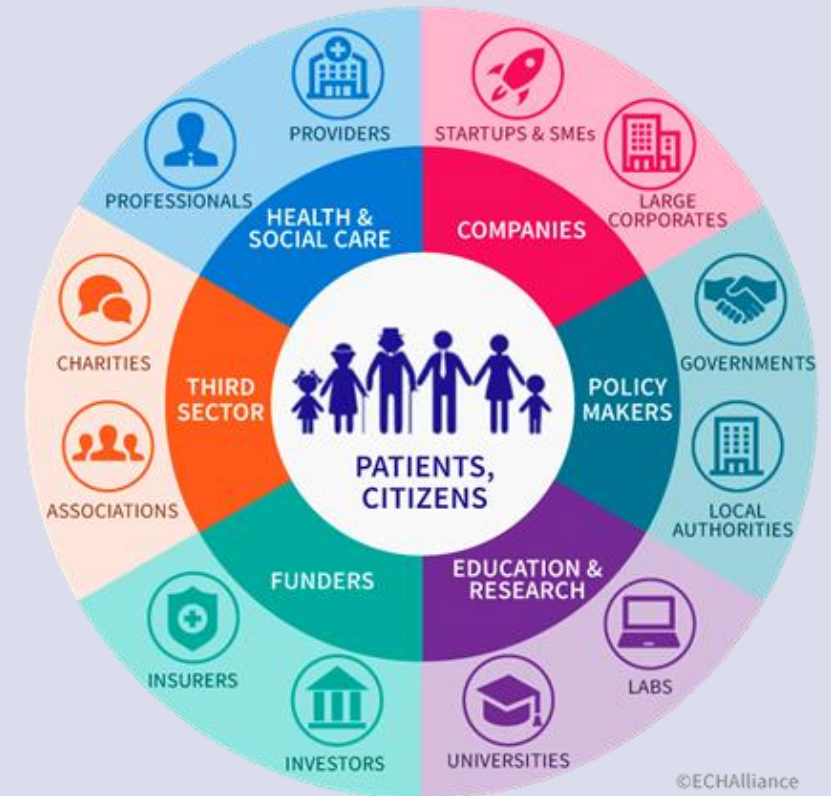 PROVIDERS
STARTUPS & SMEs
PROFESSIONALS
LARGE
CORPORATES
HEALTH &
SOCIAL CARE
COMPANIES
CHARITIES
GOVERNMENTS
THIRD
SECTOR
POLICY
MAKERS
PATIENTS,
CITIZENS
ASSOCIATIONS
LOCAL
AUTHORITIES
FUNDERS
EDUCATION &
RESEARCH
INSURERS
LABS
INVESTORS
UNIVERSITIES
©ECHAlliance